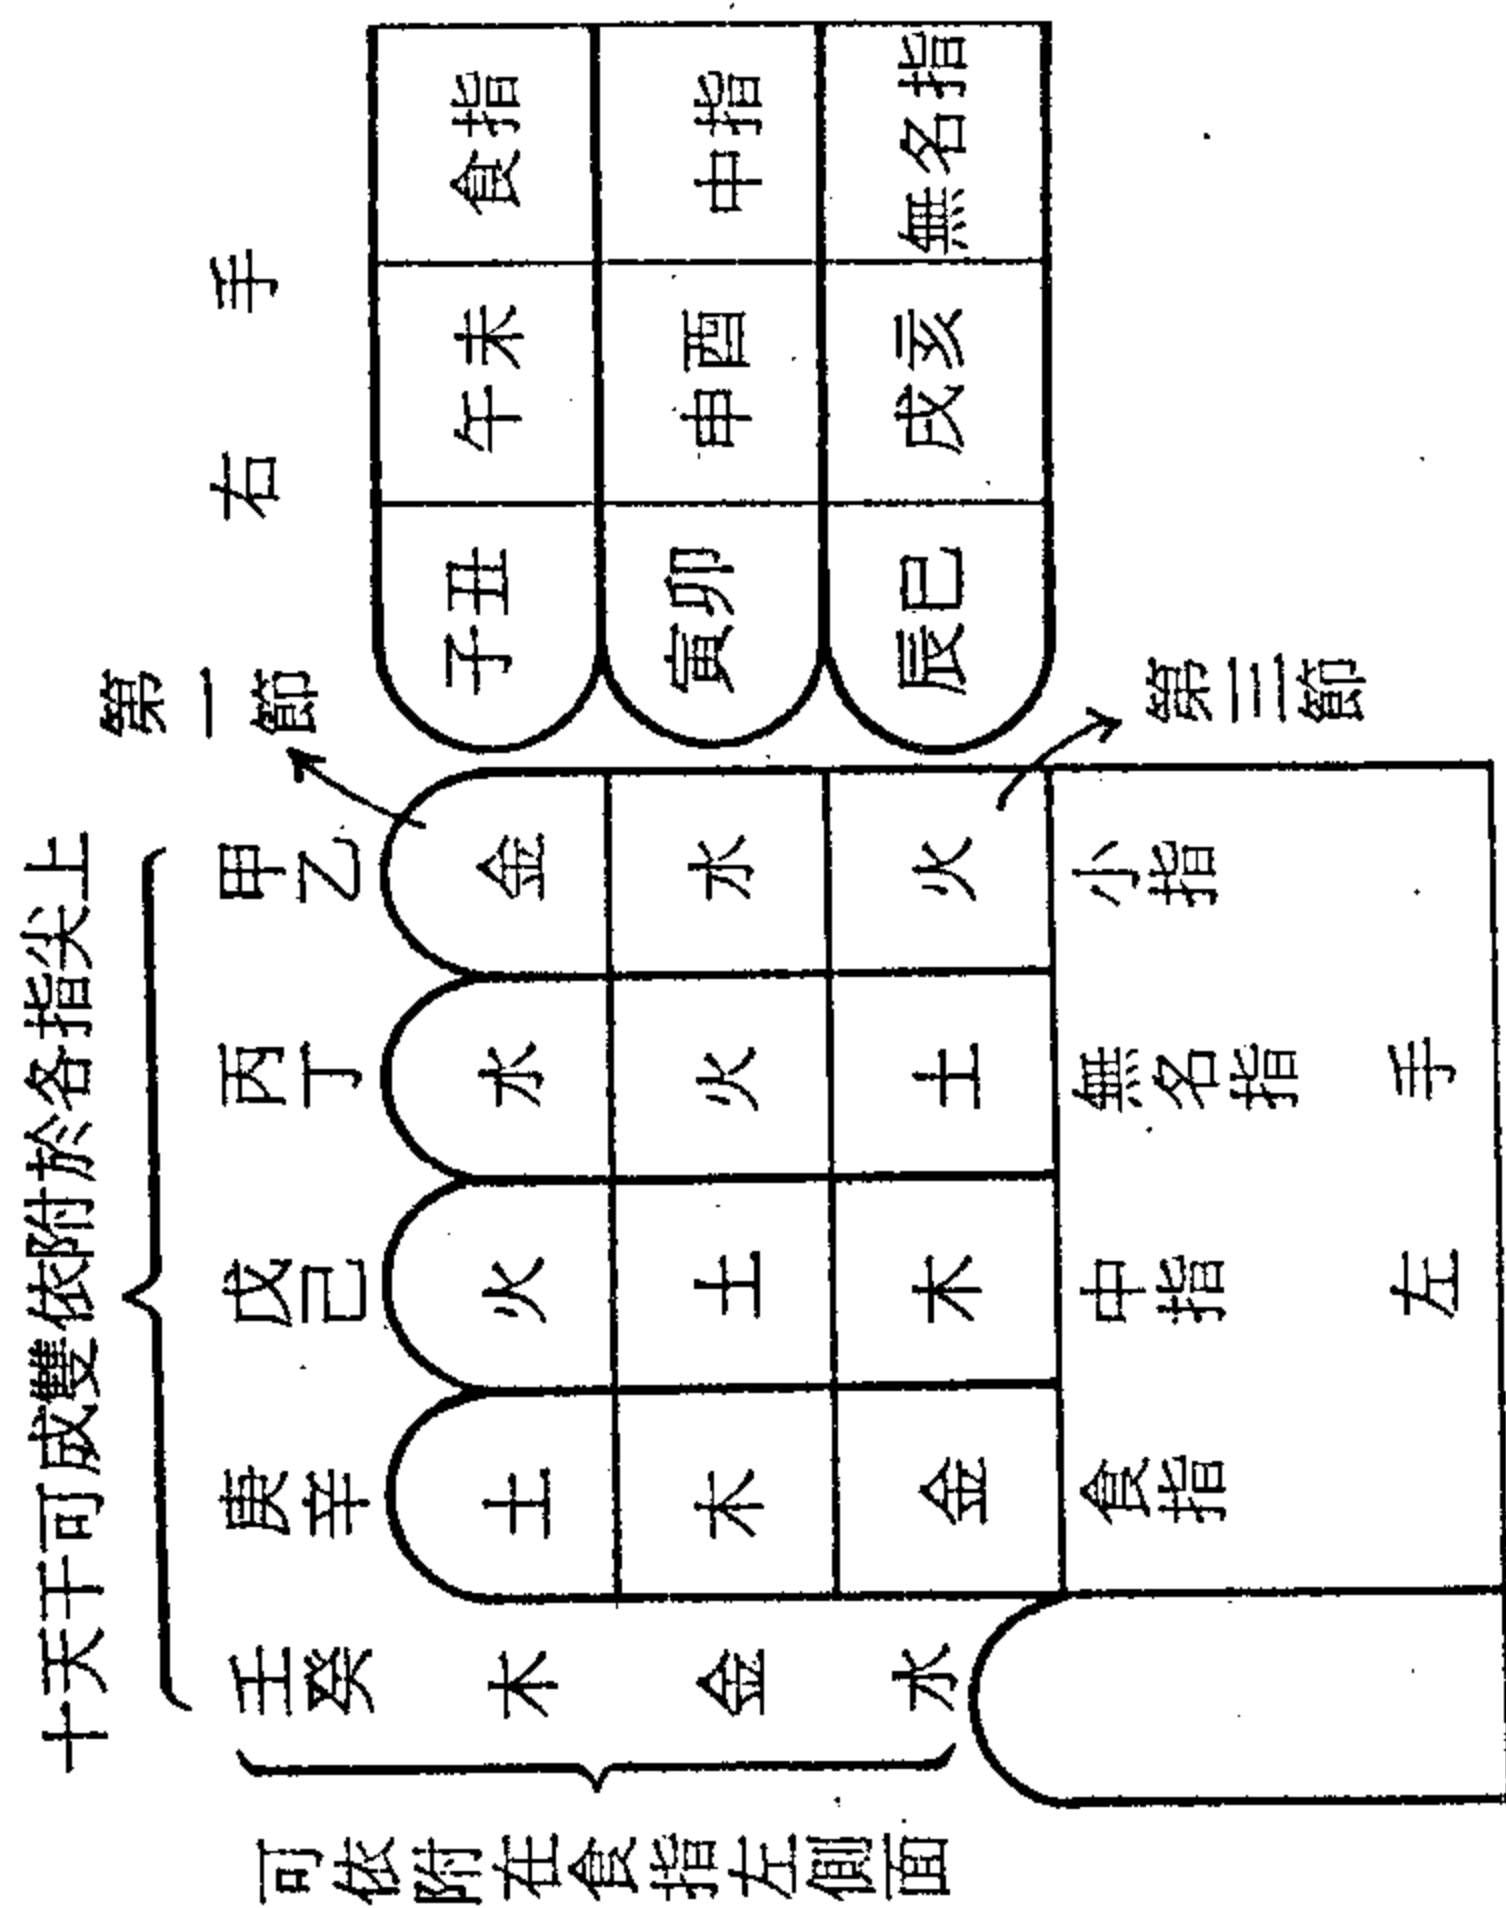 十天干可成雙依附於各指尖上
可依附在食指左側面
壬癸 庚辛 戊己 丙丁 甲乙
木 土 火 水 金
金 木 土 火 水
水 金 木 土 火
食指 中指 無名指 小指
左手
第一節
第三節
右手
子丑 午未 食指
寅卯 申酉 中指
辰巳 戌亥 無名指